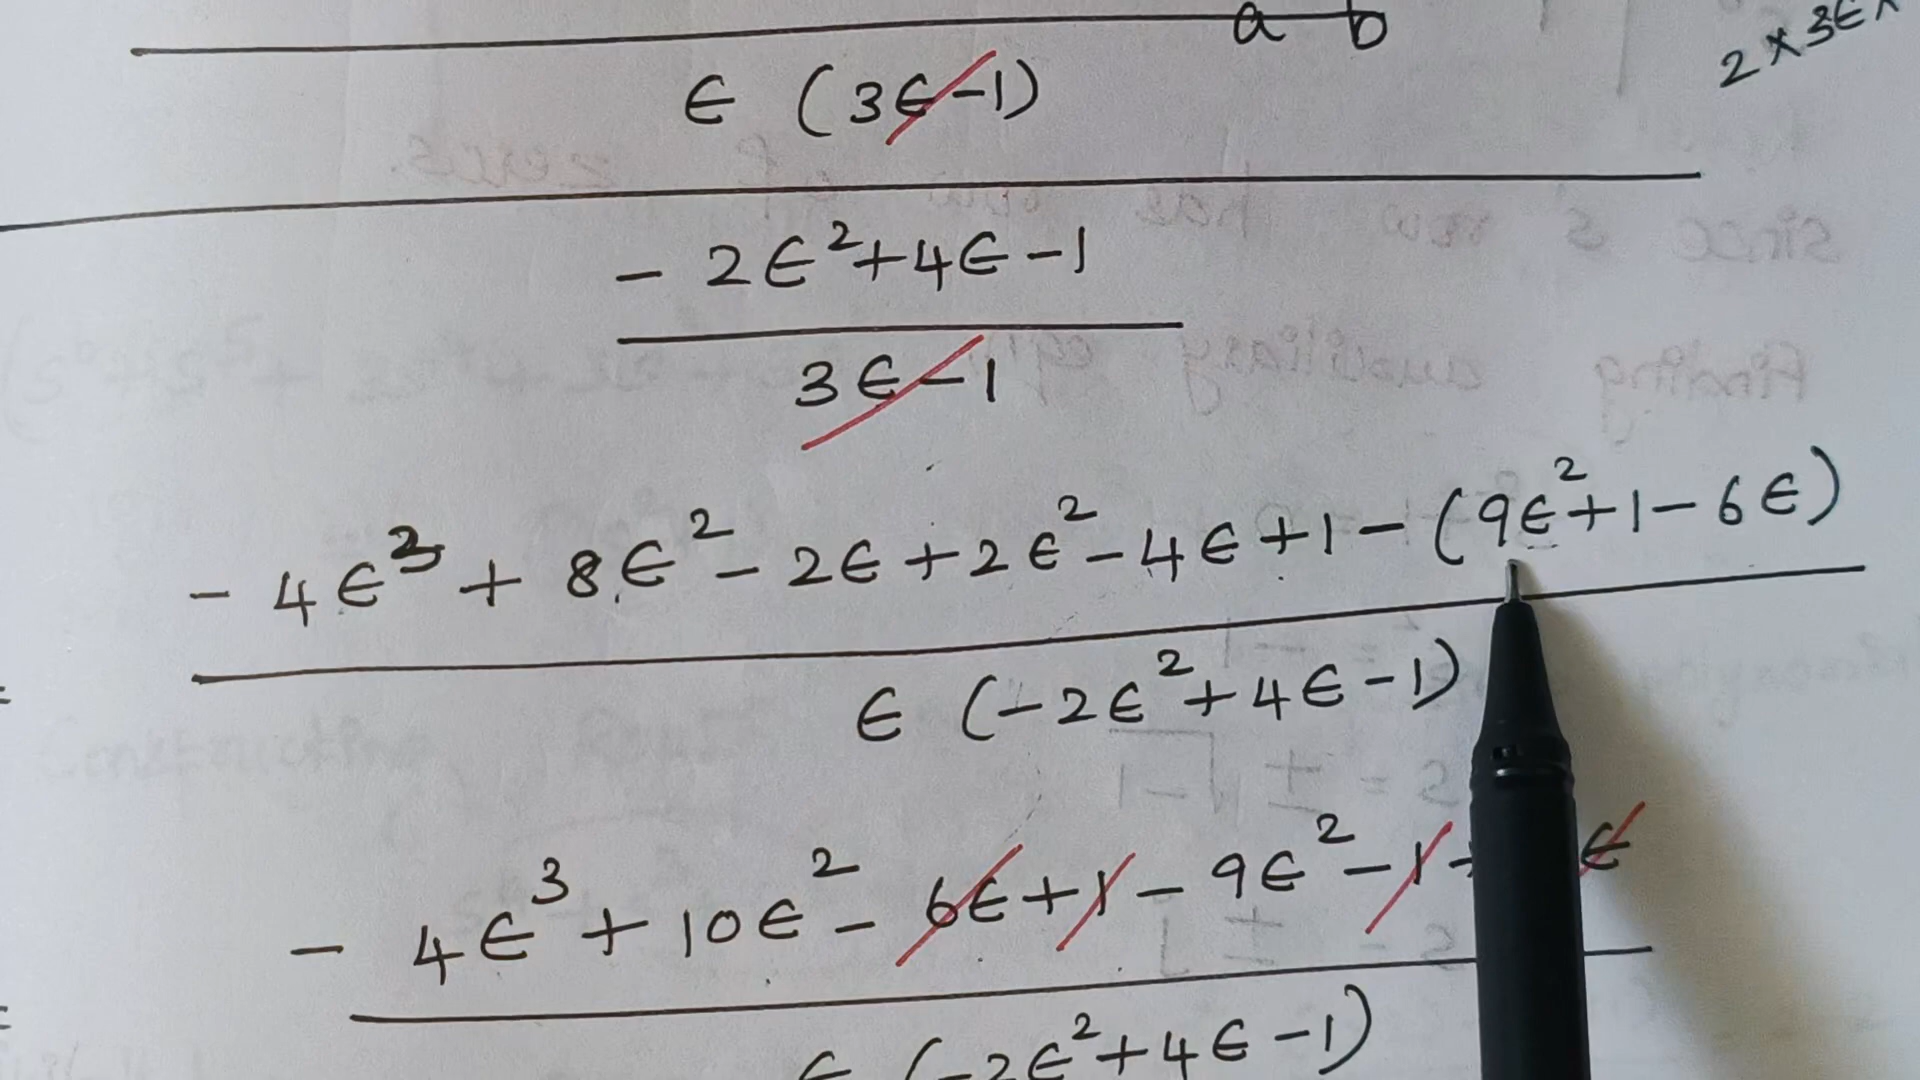 a b
2×3ϵ×
ϵ (3ϵ-1)
- 2ϵ²+4ϵ-1
3ϵ-1
- 4ϵ³ + 8ϵ² - 2ϵ + 2ϵ² - 4ϵ + 1 - (9ϵ²+1-6ϵ)
ϵ (-2ϵ²+4ϵ-1)
- 4ϵ³ + 10ϵ² - 6ϵ + 1 - 9ϵ² - 1 + ϵ
ϵ (-2ϵ²+4ϵ-1)